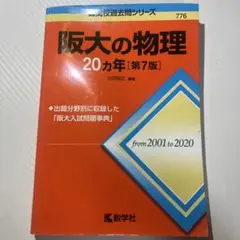 難関校過去問シリーズ
776
阪大の物理
20カ年[第7版]
編著
出題分野別に収録した
「阪大入試問題事典」
from 2001 to 2020
教学社